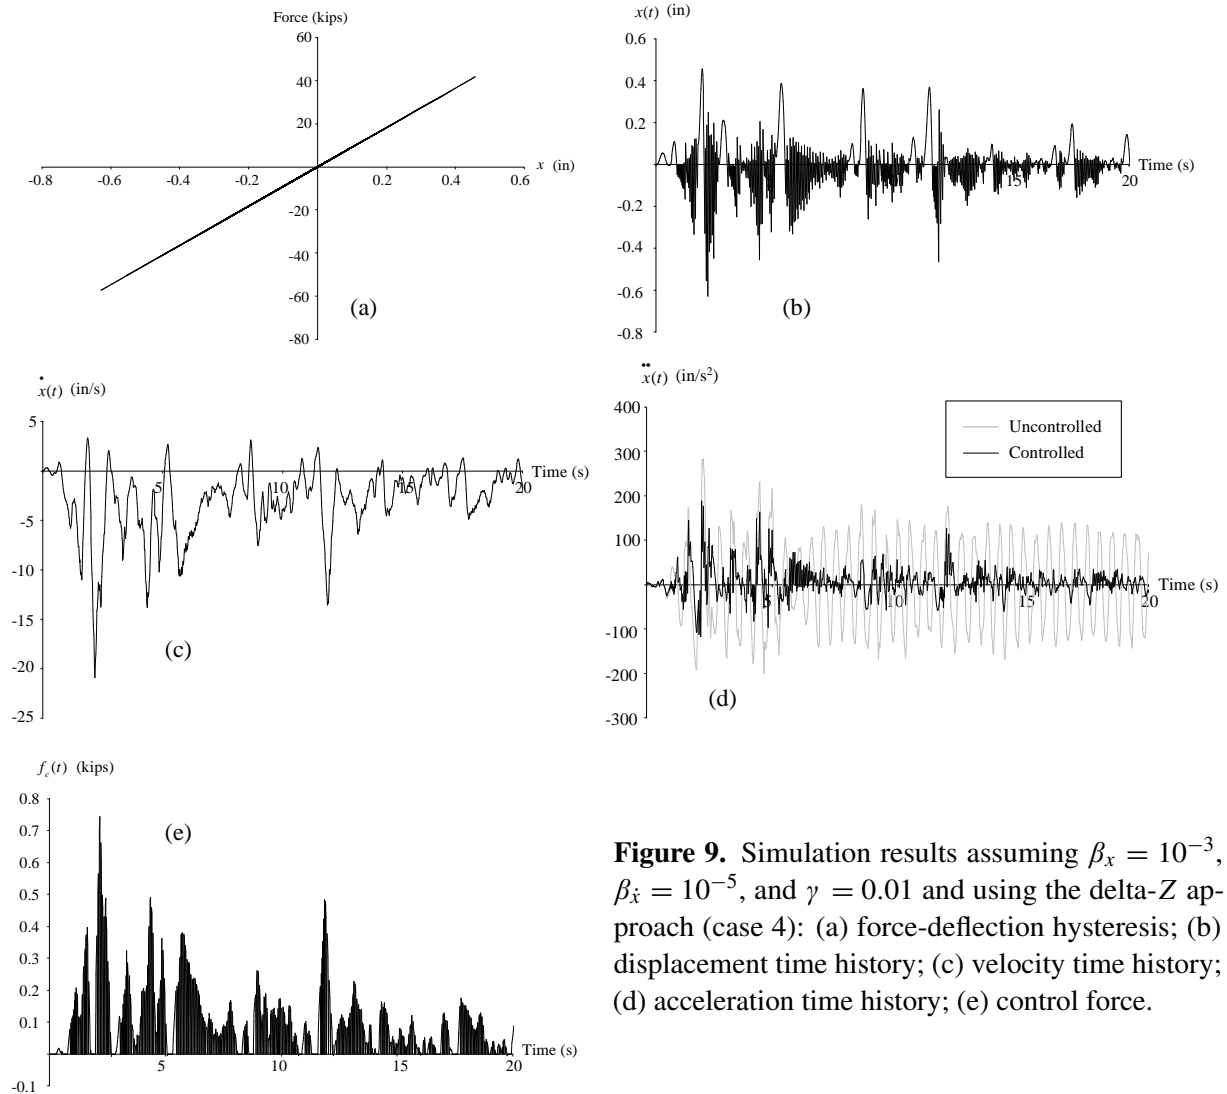 Force (kips)
60
40
20
-0.8
-0.6
-0.4
-0.2
0.2
0.4
0.6
x (in)
-20
-40
-60
-80
(a)
x(t) (in)
0.6
0.4
0.2
-0.2
-0.4
-0.6
-0.8
15
20
Time (s)
(b)
ẋ(t) (in/s)
5
-5
-10
-15
-20
-25
5
10
15
20
Time (s)
(c)
ẍ(t) (in/s²)
400
300
200
100
-100
-200
-300
5
10
15
20
Time (s)
Uncontrolled
Controlled
(d)
f_c(t) (kips)
0.8
0.7
0.6
0.5
0.4
0.3
0.2
0.1
-0.1
5
10
15
20
Time (s)
(e)
Figure 9. Simulation results assuming βₓ = 10⁻³,
β_ẋ = 10⁻⁵, and γ = 0.01 and using the delta-Z ap-
proach (case 4): (a) force-deflection hysteresis; (b)
displacement time history; (c) velocity time history;
(d) acceleration time history; (e) control force.